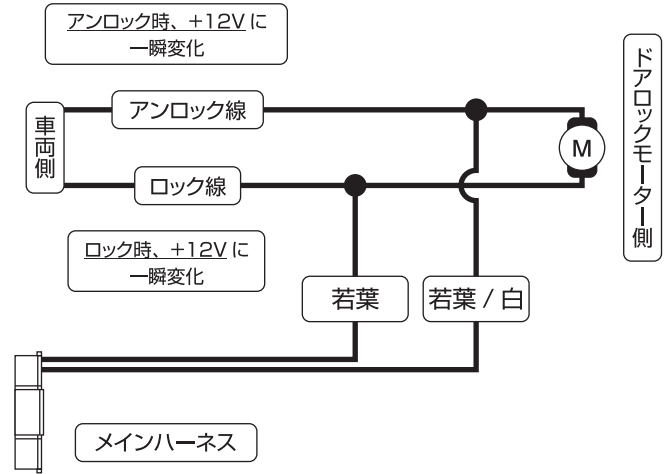 アンロック時、+12Vに
一瞬変化
アンロック線
車両側
ドアロックモーター側
M
ロック線
ロック時、+12Vに
一瞬変化
若葉
若葉/白
メインハーネス